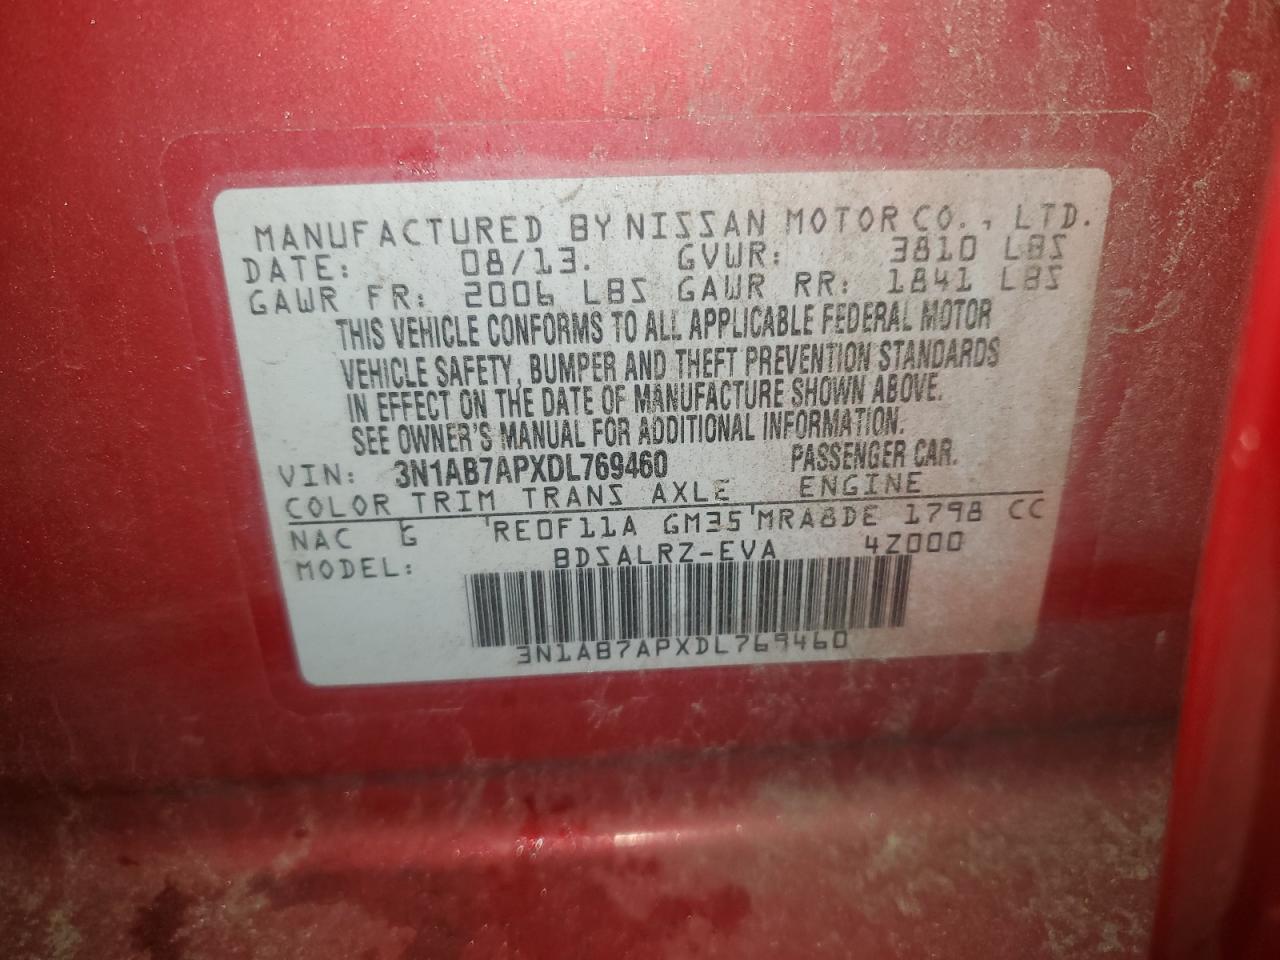 MANUFACTURED BY NISSAN MOTOR CO., LTD.
DATE: 08/13. GVWR: 3810 LBS
GAWR FR: 2006 LBS GAWR RR: 1841 LBS
THIS VEHICLE CONFORMS TO ALL APPLICABLE FEDERAL MOTOR
VEHICLE SAFETY, BUMPER AND THEFT PREVENTION STANDARDS
IN EFFECT ON THE DATE OF MANUFACTURE SHOWN ABOVE.
SEE OWNER'S MANUAL FOR ADDITIONAL INFORMATION.
VIN: 3N1AB7APXDL769460 PASSENGER CAR.
COLOR TRIM TRANS AXLE ENGINE
NAC G RE0F11A GM35 MRA8DE 1798 CC
MODEL: BDSALRZ-EVA 4Z000
3N1AB7APXDL769460